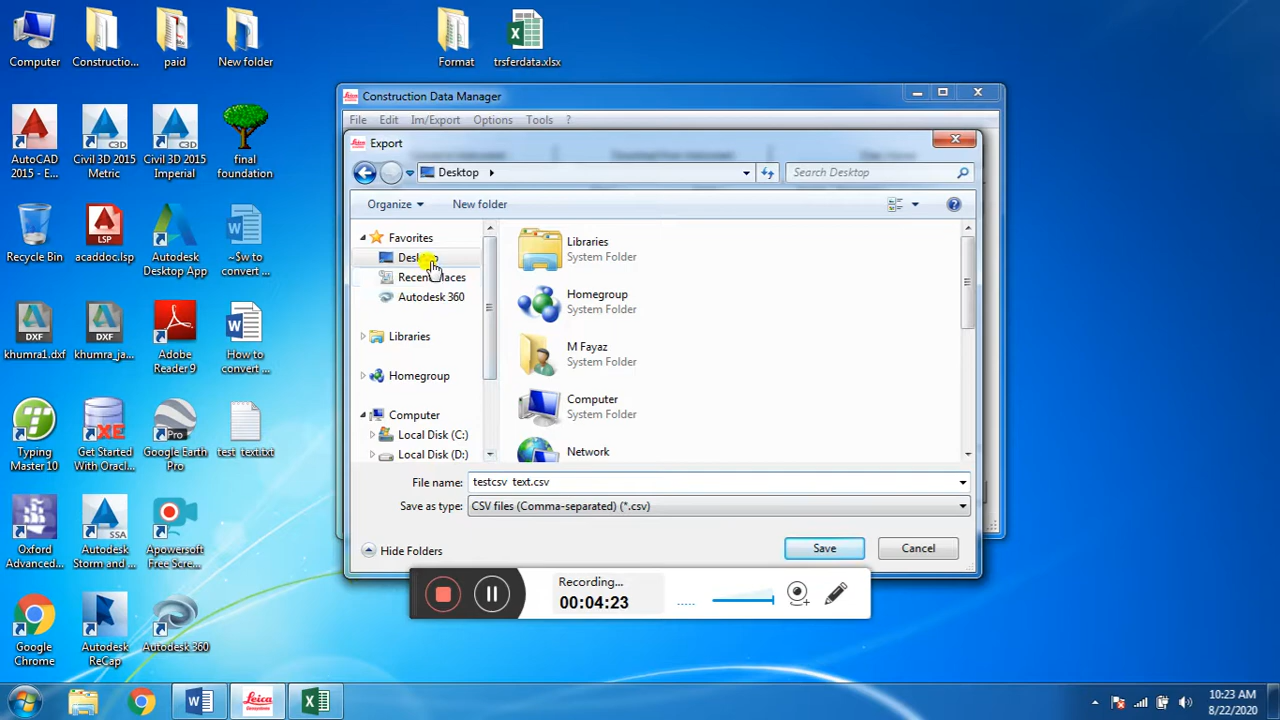 Computer
Constructio...
paid
New folder
Format
trsferdata.xlsx
AutoCAD 2015 - E...
Civil 3D 2015 Metric
Civil 3D 2015 Imperial
final foundation
Recycle Bin
acaddoc.lsp
Autodesk Desktop App
~Sw to convert ...
khumra1.dxf
khumra_ja...
Adobe Reader 9
How to convert ...
Typing Master 10
Get Started With Oracl...
Google Earth Pro
test text.txt
Oxford Advanced...
Autodesk Storm and ...
Apowersoft Free Scre...
Google Chrome
Autodesk ReCap
Autodesk 360
Construction Data Manager
File Edit Im/Export Options Tools ?
Export
Desktop
Search Desktop
Organize
New folder
Favorites
Desktop
Recent Places
Autodesk 360
Libraries
Homegroup
Computer
Local Disk (C:)
Local Disk (D:)
Libraries
System Folder
Homegroup
System Folder
M Fayaz
System Folder
Computer
System Folder
Network
File name: testcsv text.csv
Save as type: CSV files (Comma-separated) (*.csv)
Hide Folders
Save
Cancel
Recording...
00:04:23
10:23 AM
8/22/2020